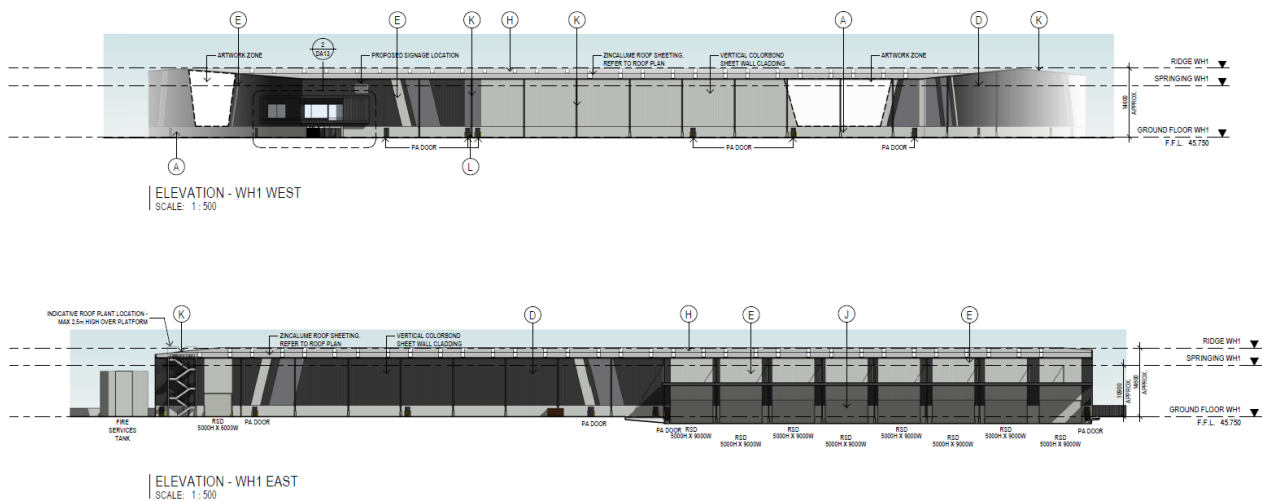 E
E
K
H
K
A
D
K
2
DA13
ARTWORK ZONE
PROPOSED SIGNAGE LOCATION
ZINCALUME ROOF SHEETING.
REFER TO ROOF PLAN
VERTICAL COLORBOND
SHEET WALL CLADDING
ARTWORK ZONE
RIDGE WH1
SPRINGING WH1
14600
APPROX.
GROUND FLOOR WH1
F.F.L. 45.750
A
PA DOOR
L
PA DOOR
PA DOOR
ELEVATION - WH1 WEST
SCALE: 1 : 500
INDICATIVE ROOF PLANT LOCATION -
MAX 2.5m HIGH OVER PLATFORM
K
D
H
E
J
E
ZINCALUME ROOF SHEETING.
REFER TO ROOF PLAN
VERTICAL COLORBOND
SHEET WALL CLADDING
RIDGE WH1
SPRINGING WH1
APPROX.
14600
APPROX.
GROUND FLOOR WH1
F.F.L. 45.750
FIRE
SERVICES
TANK
RSD
5000H X 6000W
PA DOOR
PA DOOR
PA DOOR
RSD
5000H X 9000W
RSD
5000H X 9000W
RSD
5000H X 9000W
RSD
5000H X 9000W
RSD
5000H X 9000W
RSD
5000H X 9000W
RSD
5000H X 9000W
RSD
5000H X 9000W
PA DOOR
ELEVATION - WH1 EAST
SCALE: 1 : 500